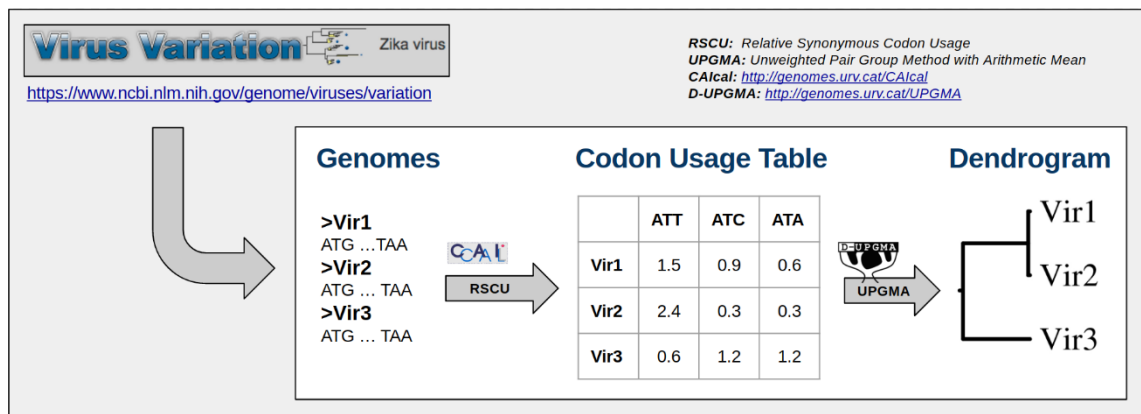 Virus Variation Zika virus
https://www.ncbi.nlm.nih.gov/genome/viruses/variation
RSCU: Relative Synonymous Codon Usage
UPGMA: Unweighted Pair Group Method with Arithmetic Mean
CAIcal: http://genomes.urv.cat/CAIcal
D-UPGMA: http://genomes.urv.cat/UPGMA
Genomes
>Vir1
ATG ...TAA
>Vir2
ATG ... TAA
>Vir3
ATG ... TAA
RSCU
Codon Usage Table
ATT ATC ATA
Vir1 1.5 0.9 0.6
Vir2 2.4 0.3 0.3
Vir3 0.6 1.2 1.2
D-UPGMA
UPGMA
Dendrogram
Vir1
Vir2
Vir3